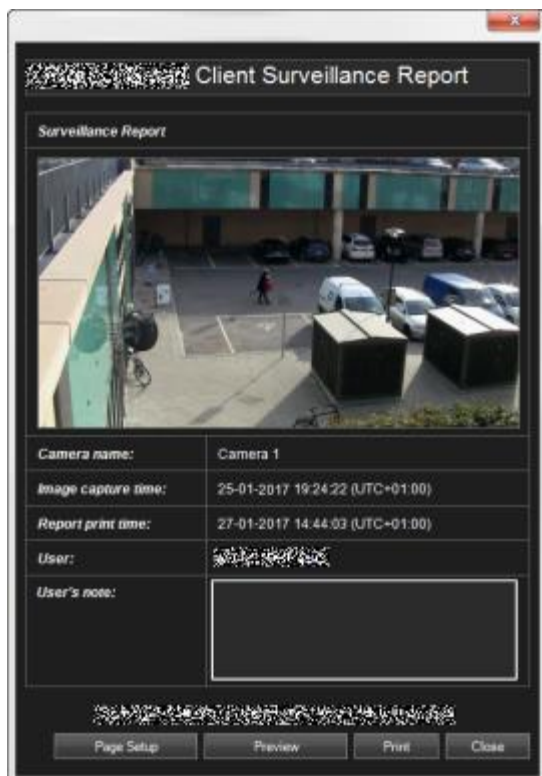 Client Surveillance Report
Surveillance Report
Camera name: Camera 1
Image capture time: 25-01-2017 19:24:22 (UTC+01:00)
Report print time: 27-01-2017 14:44:03 (UTC+01:00)
User:
User's note:
Page Setup Preview Print Close